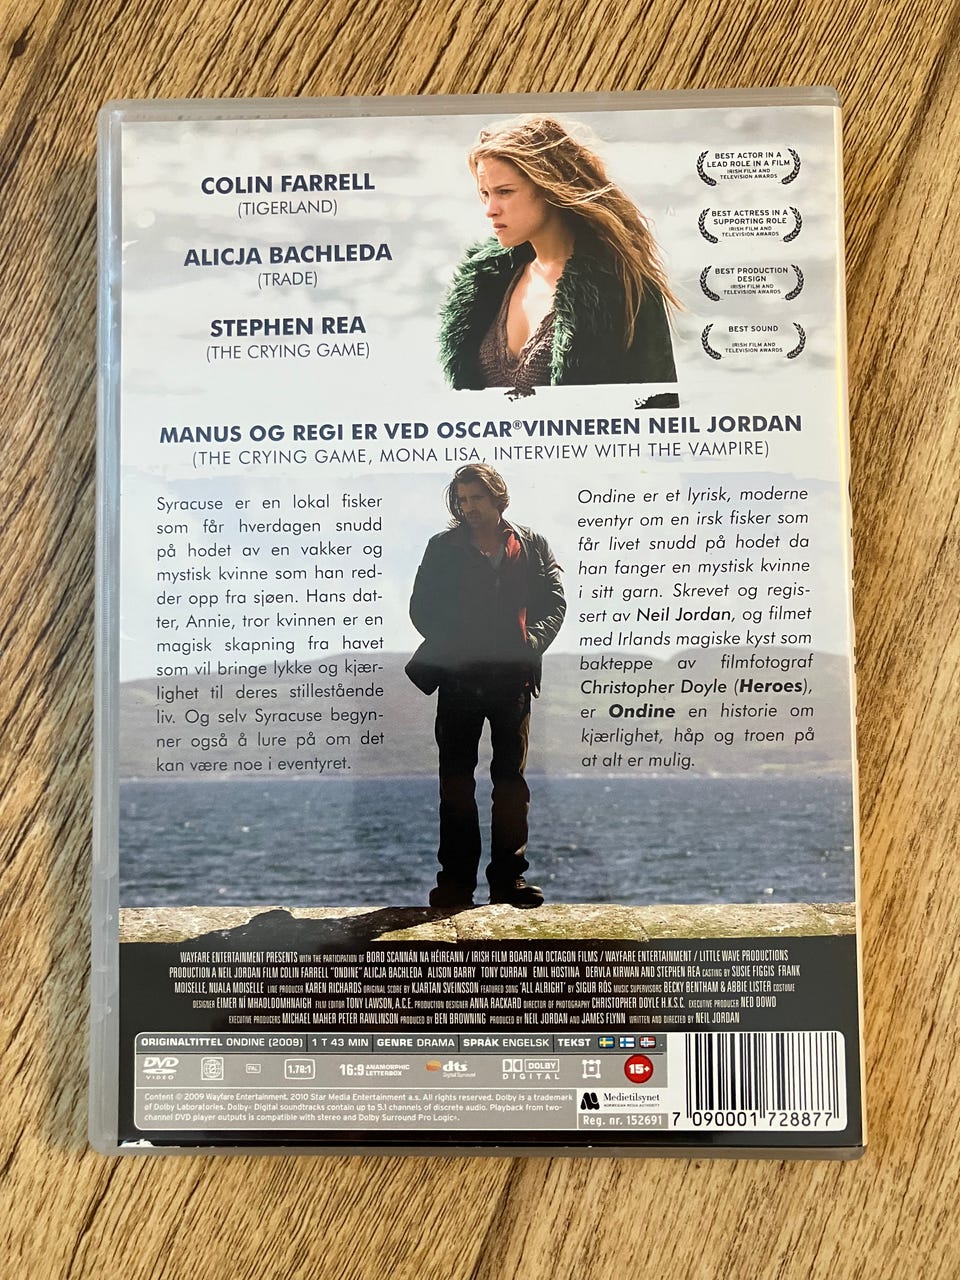 COLIN FARRELL
(TIGERLAND)
ALICJA BACHLEDA
(TRADE)
STEPHEN REA
(THE CRYING GAME)
BEST ACTOR IN A
LEAD ROLE IN A FILM
IRISH FILM AND
TELEVISION AWARDS
BEST ACTRESS IN A
SUPPORTING ROLE
IRISH FILM AND
TELEVISION AWARDS
BEST PRODUCTION
DESIGN
IRISH FILM AND
TELEVISION AWARDS
BEST SOUND
IRISH FILM AND
TELEVISION AWARDS
MANUS OG REGI ER VED OSCAR®VINNEREN NEIL JORDAN
(THE CRYING GAME, MONA LISA, INTERVIEW WITH THE VAMPIRE)
Syracuse er en lokal fisker
som får hverdagen snudd
på hodet av en vakker og
mystisk kvinne som han red-
der opp fra sjøen. Hans dat-
ter, Annie, tror kvinnen er en
magisk skapning fra havet
som vil bringe lykke og kjær-
lighet til deres stillestående
liv. Og selv Syracuse begyn-
ner også å lure på om det
kan være noe i eventyret.
Ondine er et lyrisk, moderne
eventyr om en irsk fisker som
får livet snudd på hodet da
han fanger en mystisk kvinne
i sitt garn. Skrevet og regis-
sert av Neil Jordan, og filmet
med Irlands magiske kyst som
bakteppe av filmfotograf
Christopher Doyle (Heroes),
er Ondine en historie om
kjærlighet, håp og troen på
at alt er mulig.
WAYFARE ENTERTAINMENT PRESENTS WITH THE PARTICIPATION OF BORD SCANNÁN NA HÉIREANN / IRISH FILM BOARD AN OCTAGON FILMS / WAYFARE ENTERTAINMENT / LITTLE WAVE PRODUCTIONS
PRODUCTION A NEIL JORDAN FILM COLIN FARRELL "ONDINE" ALICJA BACHLEDA ALISON BARRY TONY CURRAN EMIL HOSTINA DERVLA KIRWAN AND STEPHEN REA CASTING BY SUSIE FIGGIS FRANK
MOISELLE, NUALA MOISELLE LINE PRODUCER KAREN RICHARDS ORIGINAL SCORE BY KJARTAN SVEINSSON FEATURED SONG "ALL ALRIGHT" BY SIGUR RÓS MUSIC SUPERVISORS BECKY BENTHAM & ABBIE LISTER COSTUME
DESIGNER EIMER NÍ MHAOLDOMHNAIGH FILM EDITOR TONY LAWSON, A.C.E. PRODUCTION DESIGNER ANNA RACKARD DIRECTOR OF PHOTOGRAPHY CHRISTOPHER DOYLE H.K.S.C. EXECUTIVE PRODUCER NED DOWD
EXECUTIVE PRODUCERS MICHAEL MAHER PETER RAWLINSON PRODUCED BY BEN BROWNING PRODUCED BY NEIL JORDAN AND JAMES FLYNN WRITTEN AND DIRECTED BY NEIL JORDAN
ORIGINALTITTEL ONDINE (2009) 1 T 43 MIN GENRE DRAMA SPRÅK ENGELSK TEKST
DVD VIDEO 2 PAL 1.78:1 16:9 ANAMORPHIC LETTERBOX dts Digital Surround DOLBY DIGITAL 15+
Content © 2009 Wayfare Entertainment. 2010 Star Media Entertainment a.s. All rights reserved. Dolby is a trademark
of Dolby Laboratories. Dolby- Digital soundtracks contain up to 5.1 channels of discrete audio. Playback from two-
channel DVD player outputs is compatible with stereo and Dolby Surround Pro Logic*.
Medietilsynet
NORWEGIAN MEDIA AUTHORITY
Reg. nr. 152691
7 090001 728877